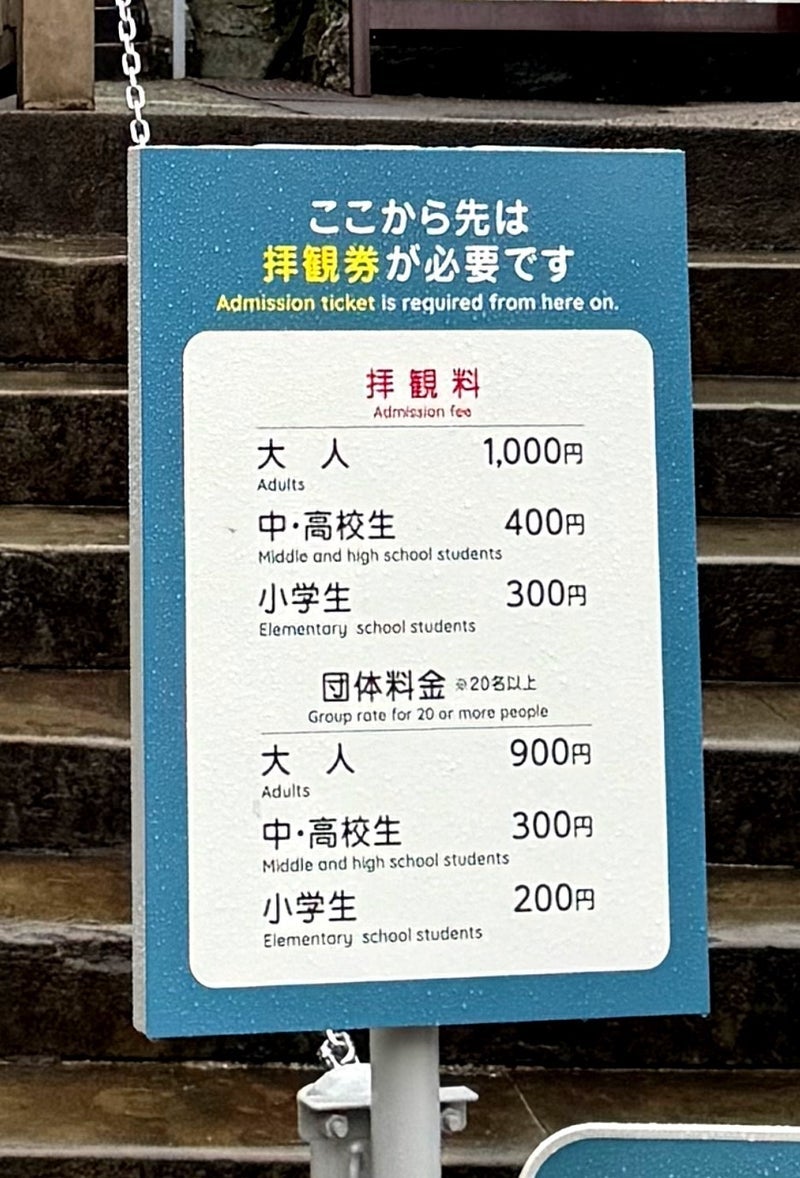 ここから先は
拝観券が必要です
Admission ticket is required from here on.
拝観料
Admission fee
大 人 1,000円
Adults
中・高校生 400円
Middle and high school students
小学生 300円
Elementary school students
団体料金 ※20名以上
Group rate for 20 or more people
大 人 900円
Adults
中・高校生 300円
Middle and high school students
小学生 200円
Elementary school students